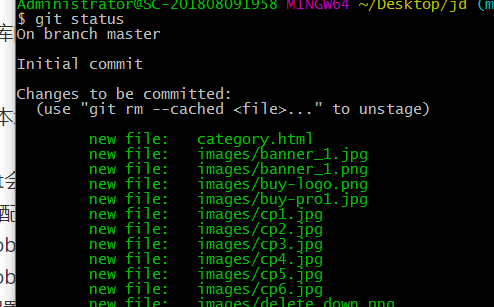 Administrator@SC-201808091958 MINGW64 ~/Desktop/jd (m
$ git status
On branch master
Initial commit
Changes to be committed:
(use "git rm --cached <file>..." to unstage)
new file: category.html
new file: images/banner_1.jpg
new file: images/banner_1.png
new file: images/buy-logo.png
new file: images/buy-pro1.jpg
new file: images/cp1.jpg
new file: images/cp2.jpg
new file: images/cp3.jpg
new file: images/cp4.jpg
new file: images/cp5.jpg
new file: images/cp6.jpg
new file: images/delete_down.png